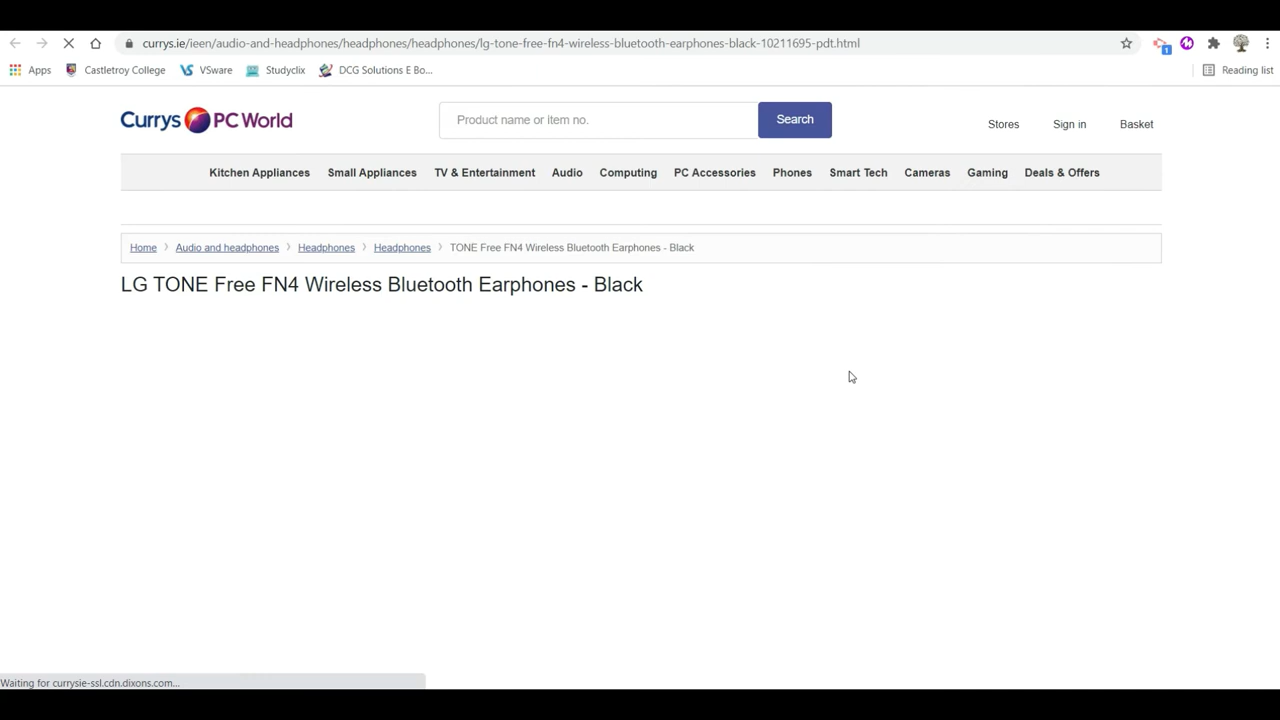 currys.ie/ieen/audio-and-headphones/headphones/headphones/lg-tone-free-fn4-wireless-bluetooth-earphones-black-10211695-pdt.html
1
Apps Castletroy College VSware Studyclix DCG Solutions E Bo... Reading list
Currys PC World
Product name or item no.
Search
Stores Sign in Basket
Kitchen Appliances Small Appliances TV & Entertainment Audio Computing PC Accessories Phones Smart Tech Cameras Gaming Deals & Offers
Home Audio and headphones Headphones Headphones TONE Free FN4 Wireless Bluetooth Earphones - Black
LG TONE Free FN4 Wireless Bluetooth Earphones - Black
Waiting for currysie-ssl.cdn.dixons.com...